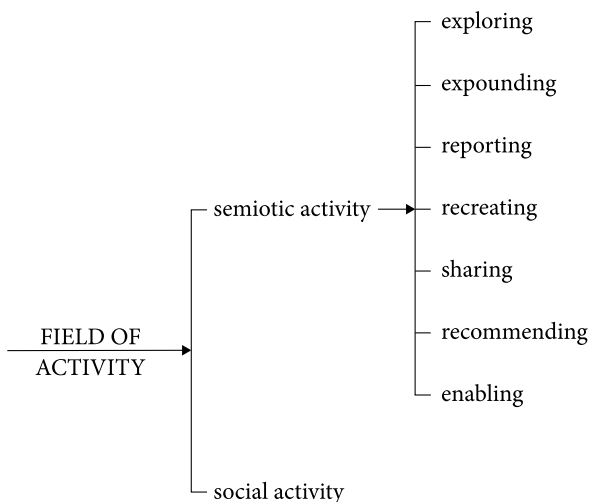 exploring
expounding
reporting
semiotic activity
recreating
sharing
FIELD OF
ACTIVITY
recommending
enabling
social activity